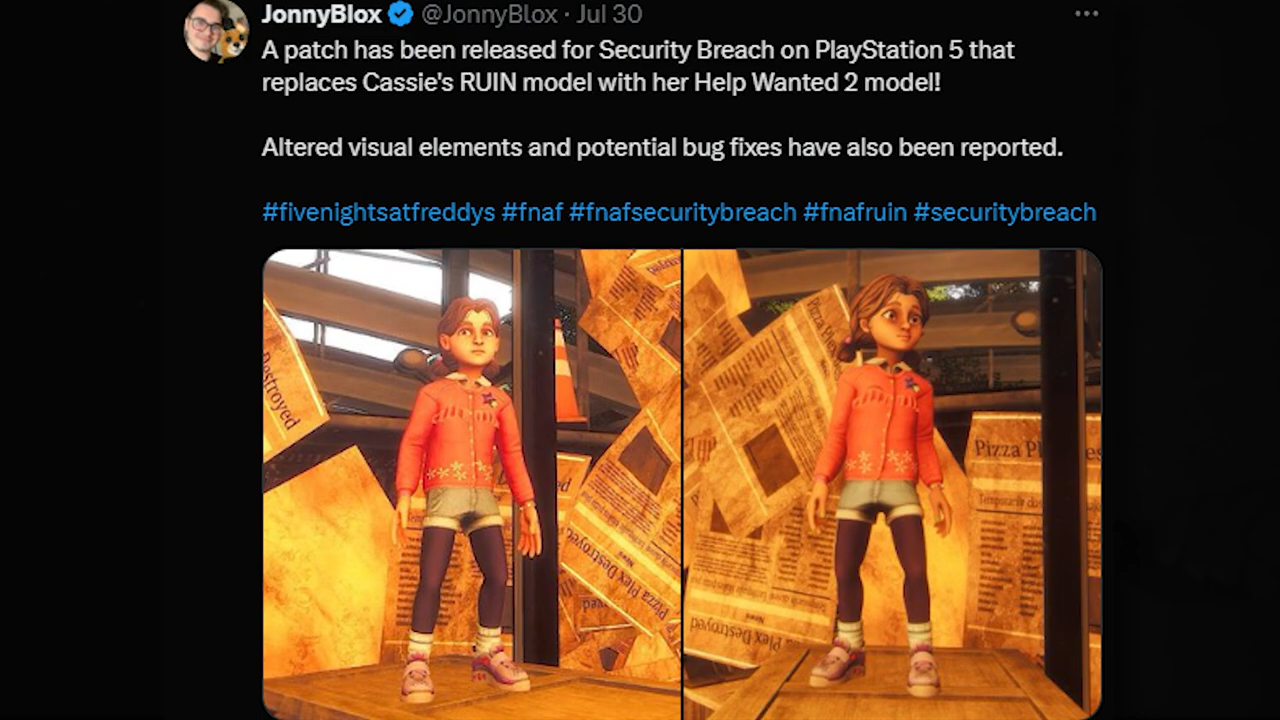 JonnyBlox @JonnyBlox · Jul 30
A patch has been released for Security Breach on PlayStation 5 that
replaces Cassie's RUIN model with her Help Wanted 2 model!
Altered visual elements and potential bug fixes have also been reported.
#fivenightsatfreddys #fnaf #fnafsecuritybreach #fnafruin #securitybreach
Destroyed
Pizza Plex Destroyed
News
Pizza Pl
Plex Destroyed
News